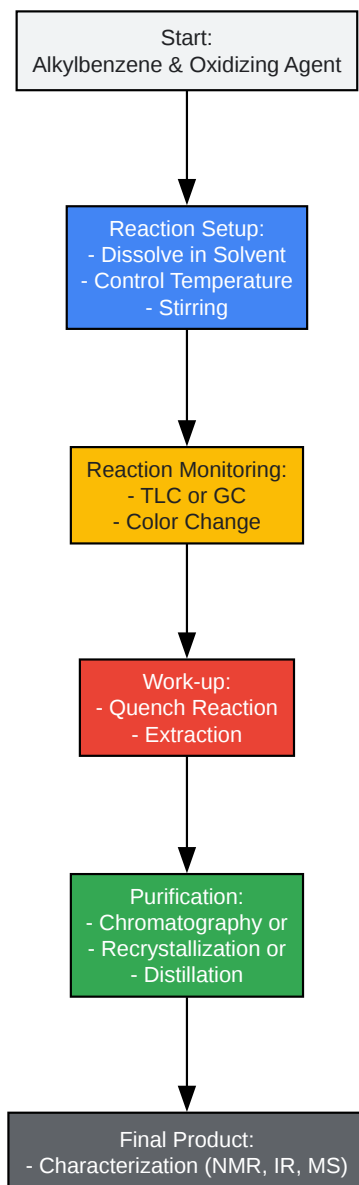 Start:
Alkylbenzene & Oxidizing Agent
Reaction Setup:
- Dissolve in Solvent
- Control Temperature
- Stirring
Reaction Monitoring:
- TLC or GC
- Color Change
Work-up:
- Quench Reaction
- Extraction
Purification:
- Chromatography or
- Recrystallization or
- Distillation
Final Product:
- Characterization (NMR, IR, MS)